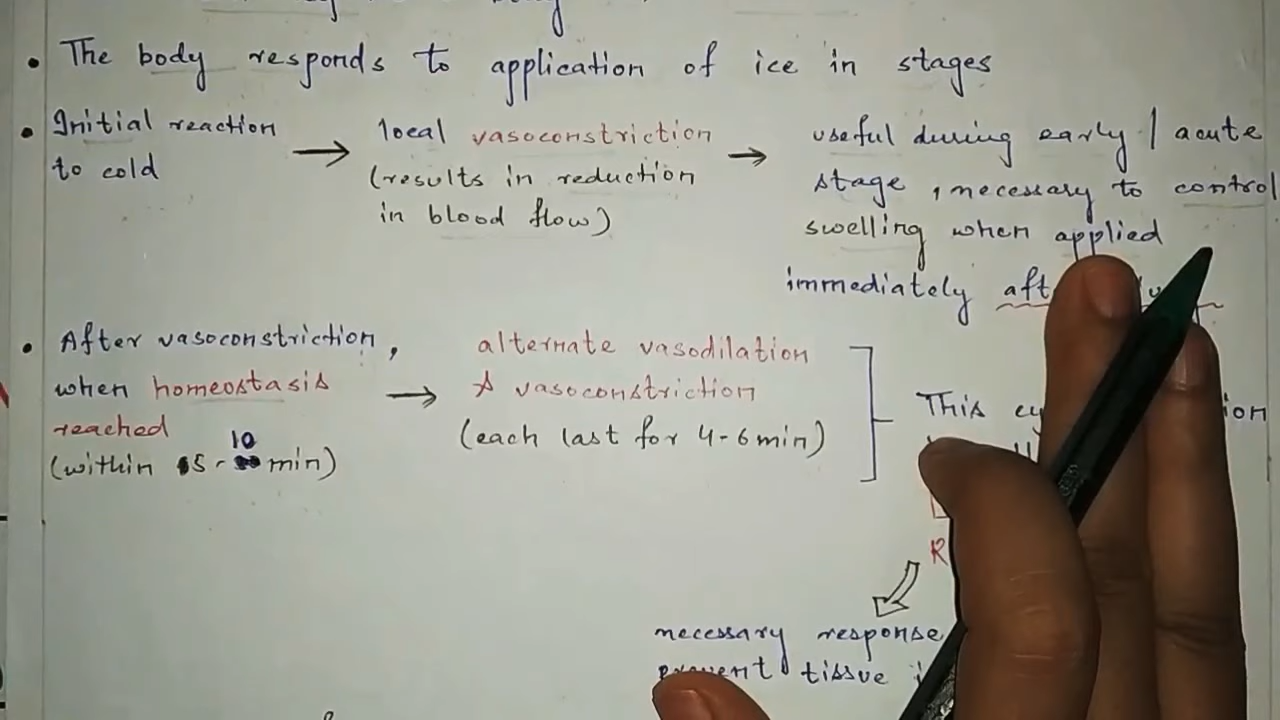 The body responds to application of ice in stages
Initial reaction
to cold
local vasoconstriction
(results in reduction
in blood flow)
useful during early / acute
stage, necessary to control
swelling when applied
immediately
After vasoconstriction,
when homeostasis
reached
(within 5-10 min)
alternate vasodilation
& vasoconstriction
(each last for 4-6 min)
This
R
necessary response
prevent tissue